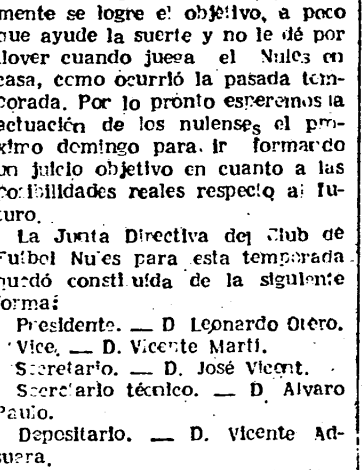 mente se logre el objetivo, a poco
que ayude la suerte y no le dé por
llover cuando juega el Nules en
casa, como ocurrió la pasada tem-
porada. Por lo pronto esperemos la
actuación de los nulenses el pró-
ximo domingo para ir formando
un juicio objetivo en cuanto a las
posibilidades reales respecto al fu-
turo.
La Junta Directiva del Club de
Futbol Nules para esta temporada
quedó constituída de la siguiente
forma:
Presidente. — D Leonardo Otero.
Vice. — D. Vicente Martí.
Secretario. — D. José Vicent.
Secretario técnico. — D Alvaro
Paulo.
Depositario. — D. Vicente Ad-
suara.